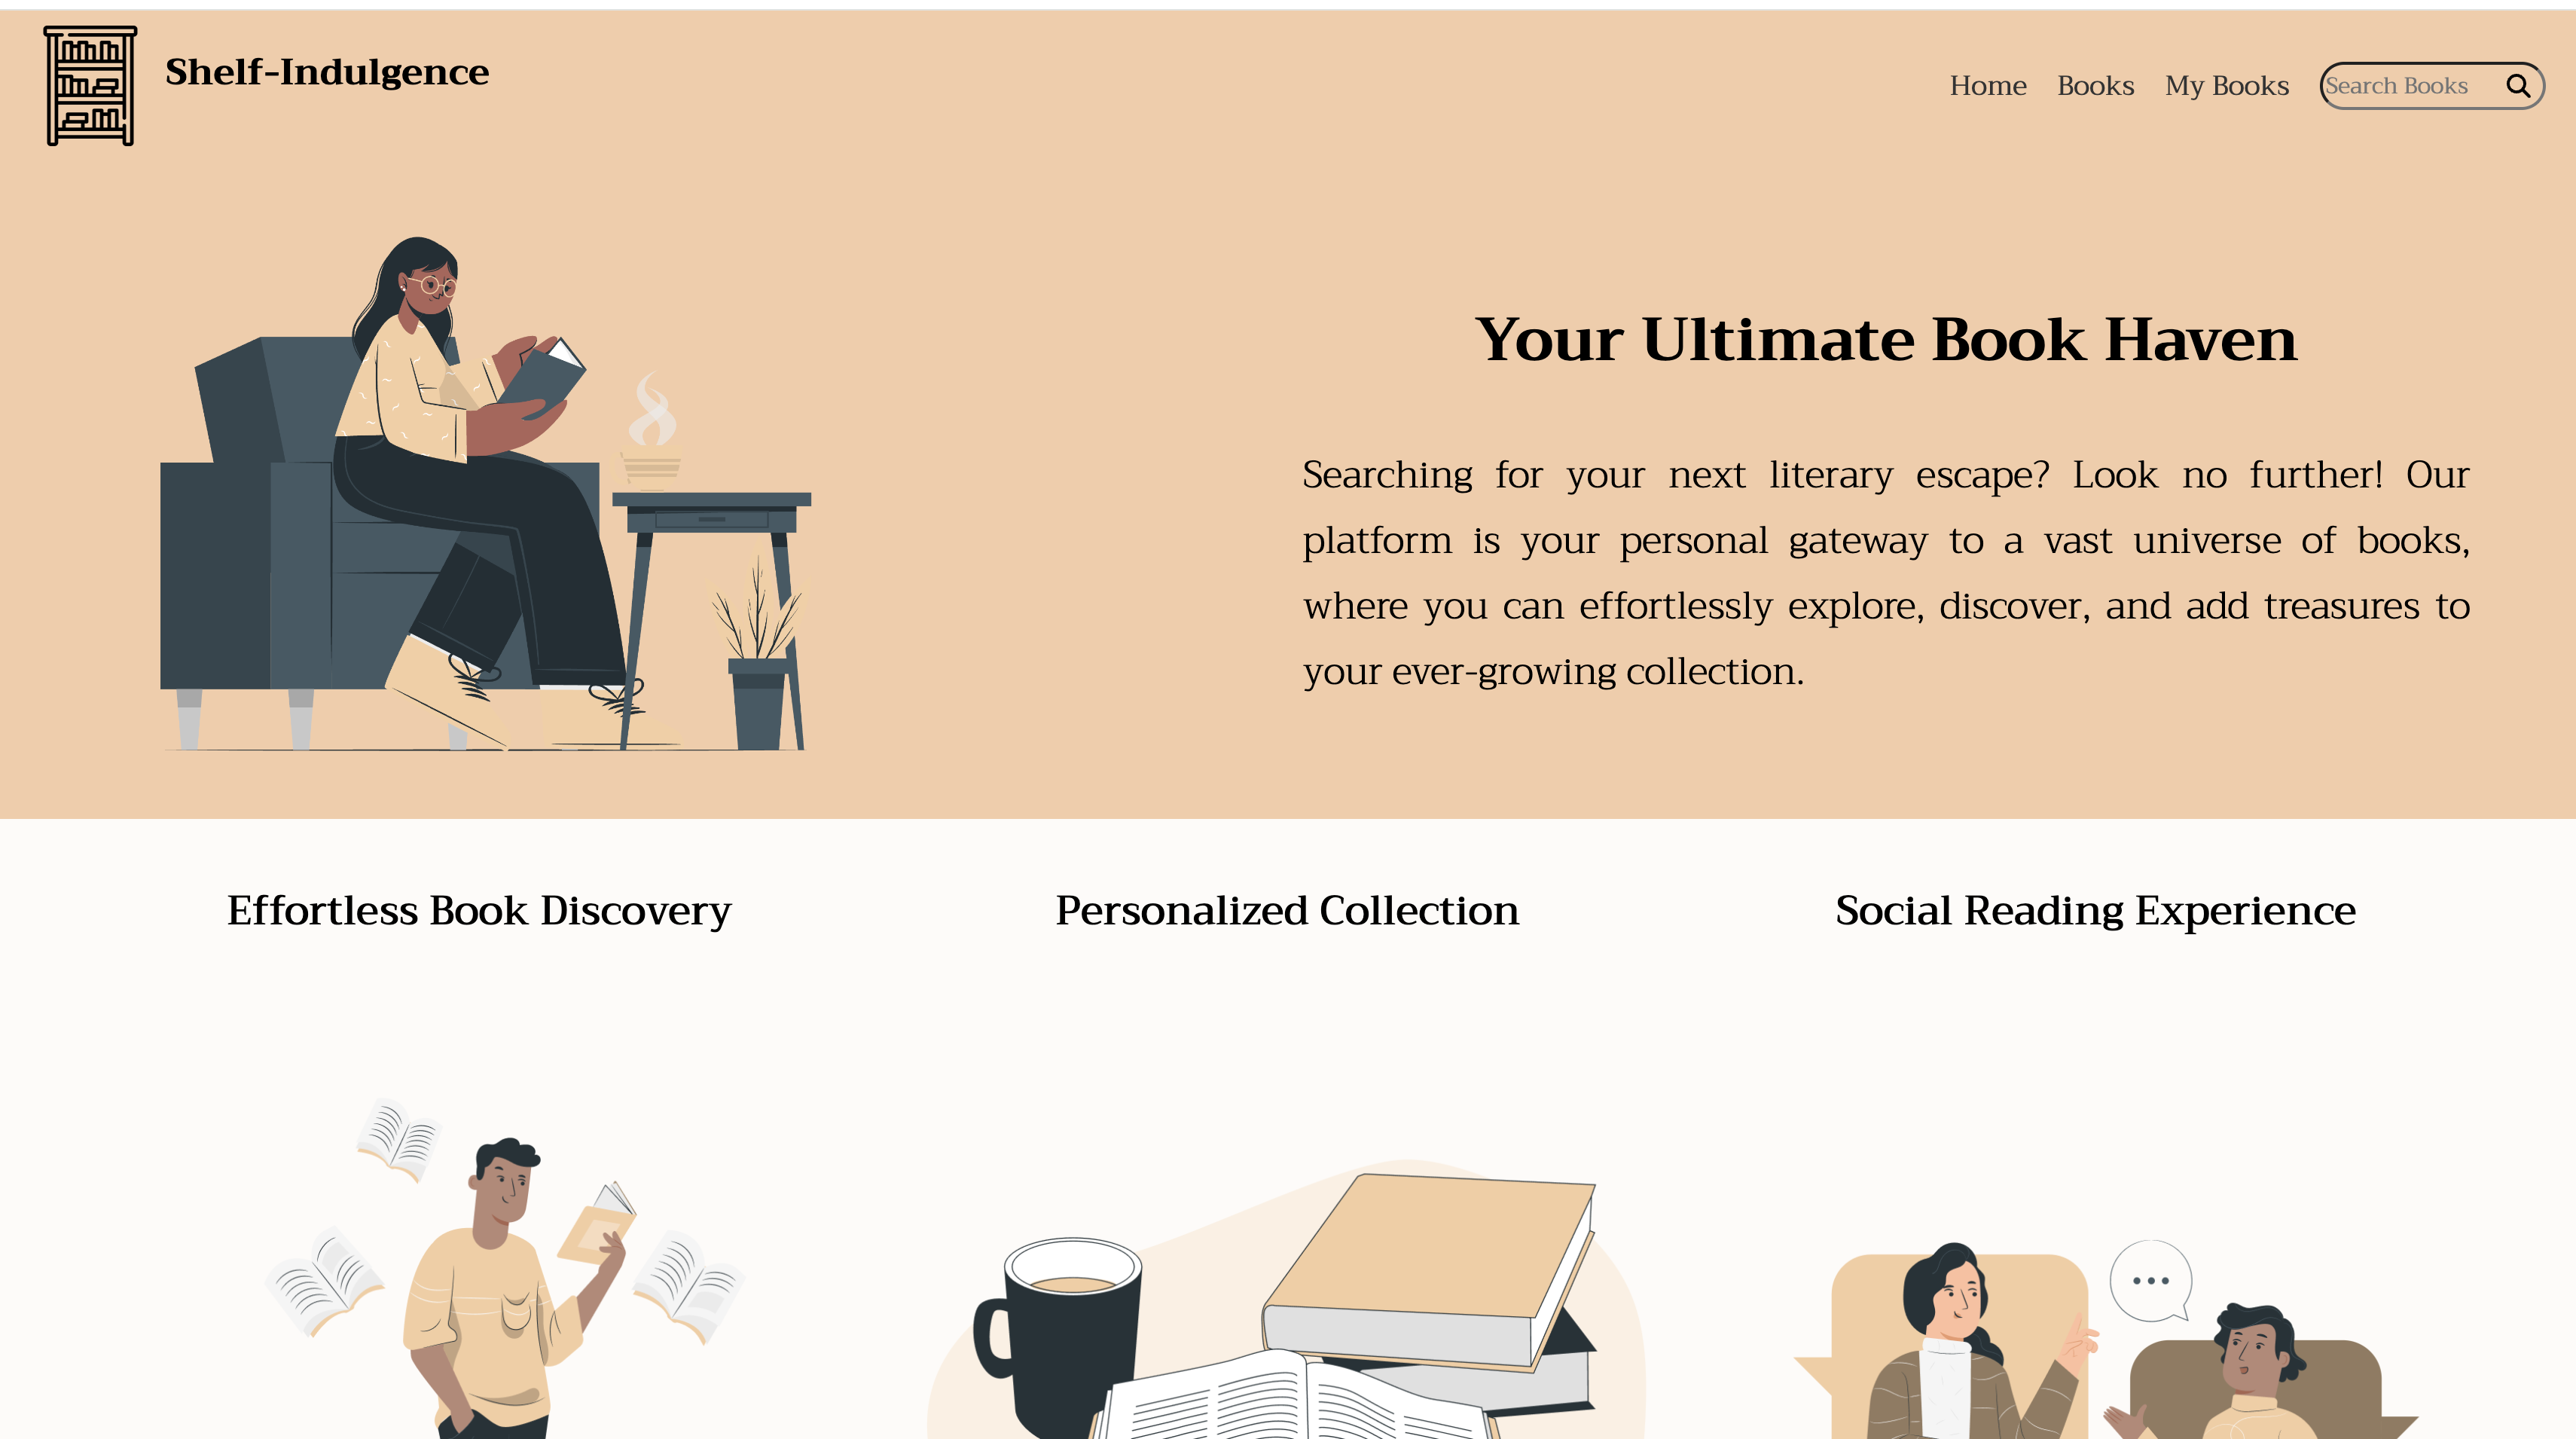 Shelf-Indulgence
Home Books My Books Search Books
Your Ultimate Book Haven
Searching for your next literary escape? Look no further! Our
platform is your personal gateway to a vast universe of books,
where you can effortlessly explore, discover, and add treasures to
your ever-growing collection.
Effortless Book Discovery
Personalized Collection
Social Reading Experience